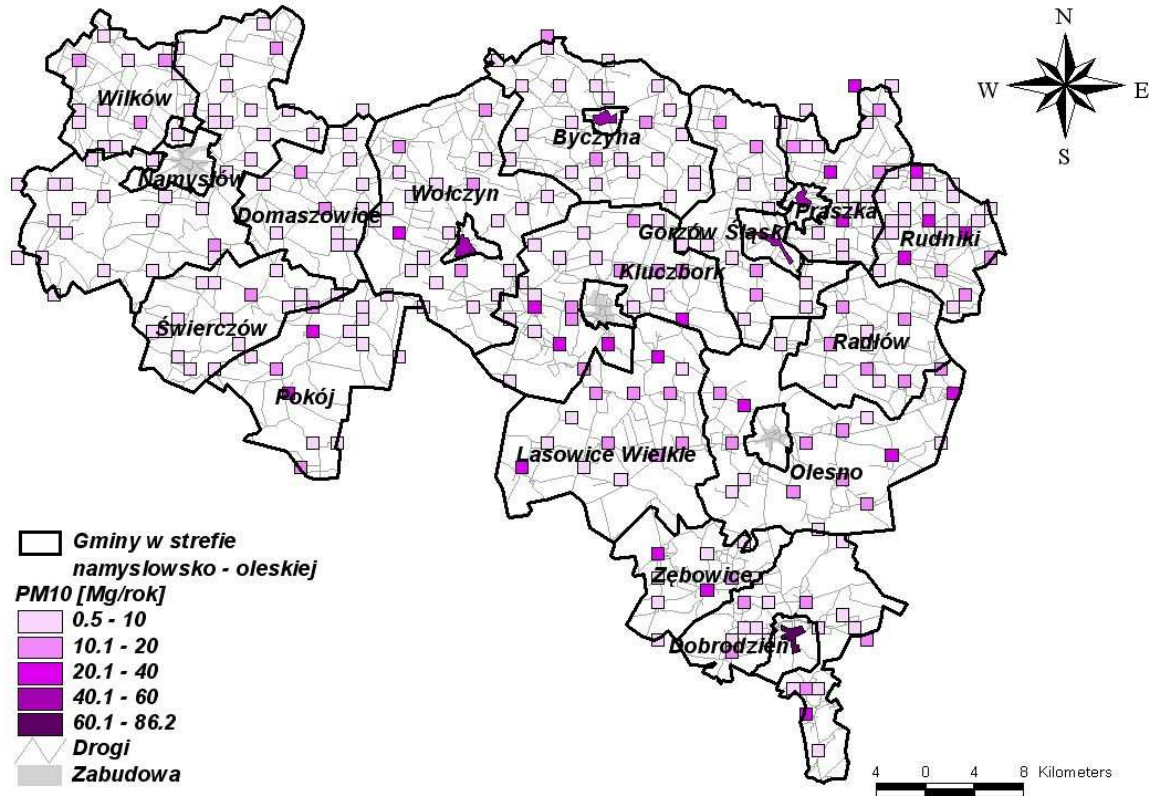 N
W E
S
Wilków
Byczyna
Namysłów
Wołczyn
Domaszowice
Praszka
Gorzów Śląski
Rudniki
Kluczbork
Świerczów
Radłów
Pokój
Lasowice Wielkie
Olesno
Zębowice
Dobrodzień
Gminy w strefie
namyslowsko - oleskiej
PM10 [Mg/rok]
0.5 - 10
10.1 - 20
20.1 - 40
40.1 - 60
60.1 - 86.2
Drogi
Zabudowa
4 0 4 8 Kilometers